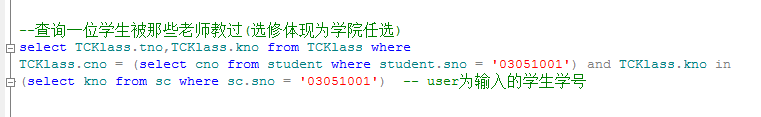 --查询一位学生被那些老师教过(选修体现为学院任选)
select TCKlass.tno,TCKlass.kno from TCKlass where
TCKlass.cno = (select cno from student where student.sno = '03051001') and TCKlass.kno in
(select kno from sc where sc.sno = '03051001')  -- user为输入的学生学号